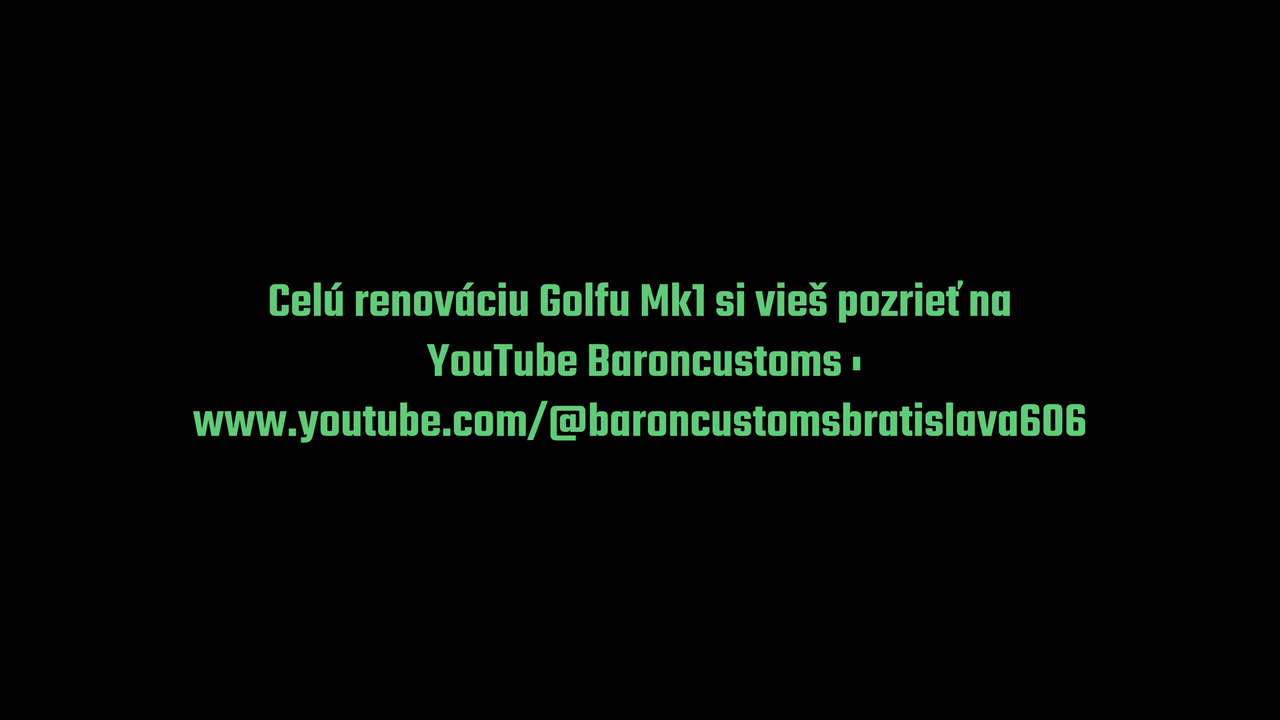 Celú renováciu Golfu Mk1 si vieš pozrieť na
YouTube Baroncustoms •
www.youtube.com/@baroncustomsbratislava606